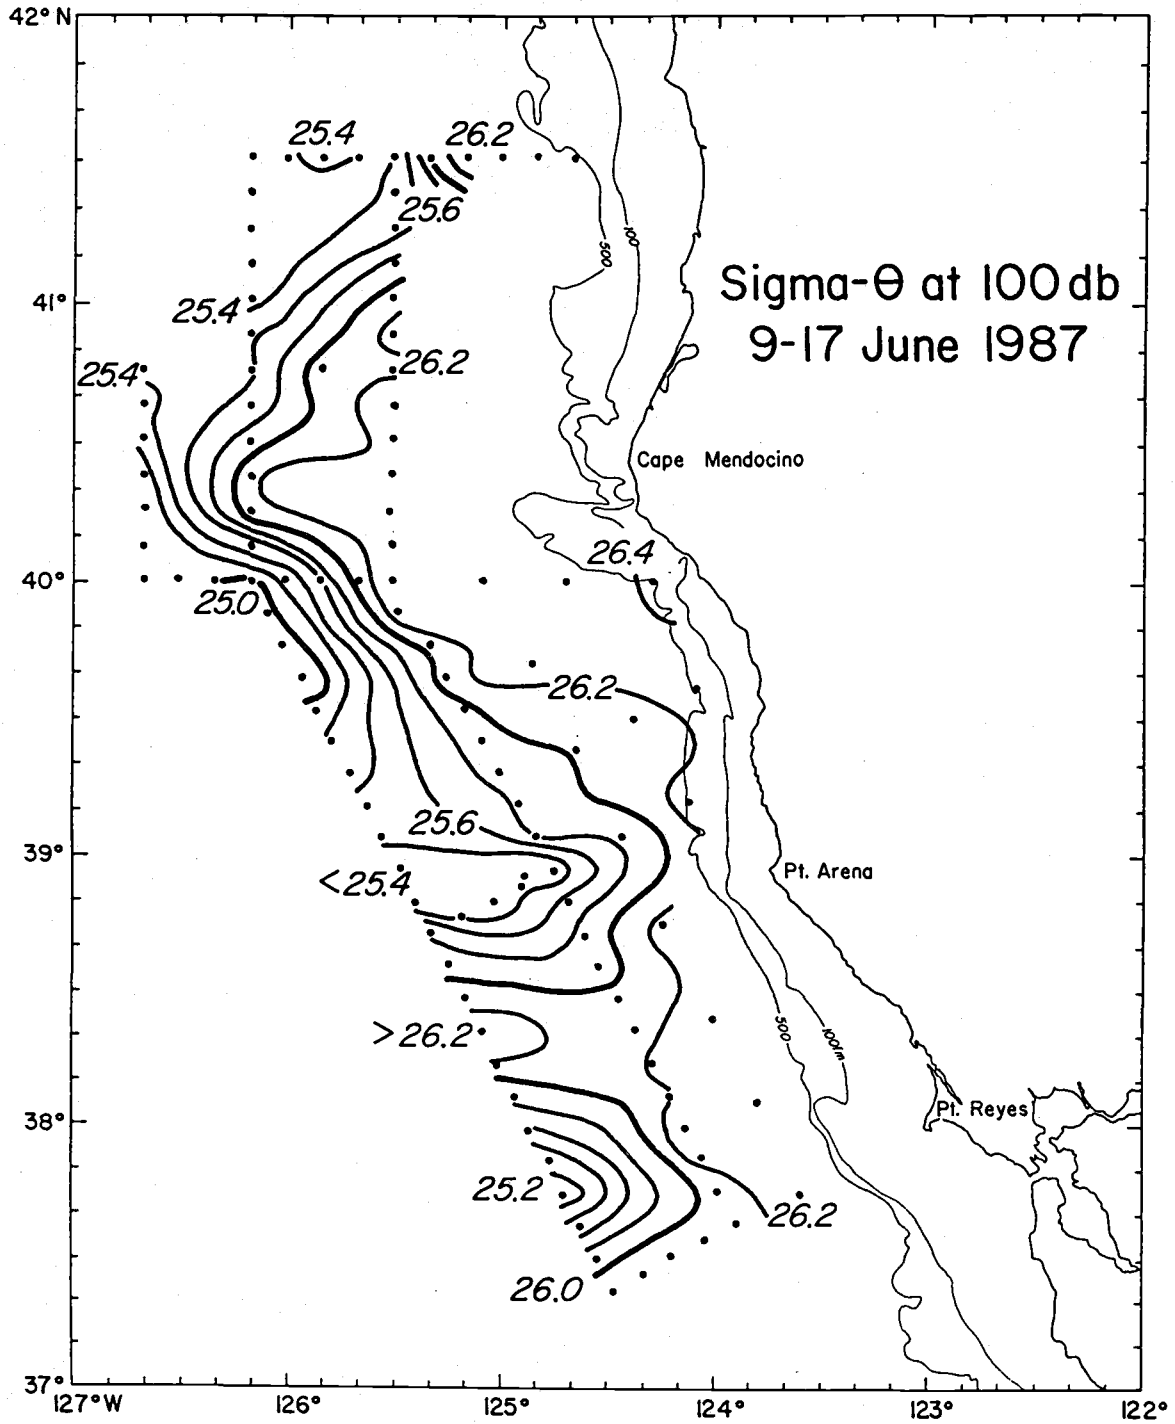 42° N
25.4 26.2
25.6
500 100
Sigma-θ at 100 db
9-17 June 1987
41°
25.4
26.2
25.4
Cape Mendocino
26.4
40°
25.0
26.2
25.6
39°
<25.4
Pt. Arena
>26.2
500 100fm
38°
Pt. Reyes
25.2
26.2
26.0
37°
127°W 126° 125° 124° 123° 122°